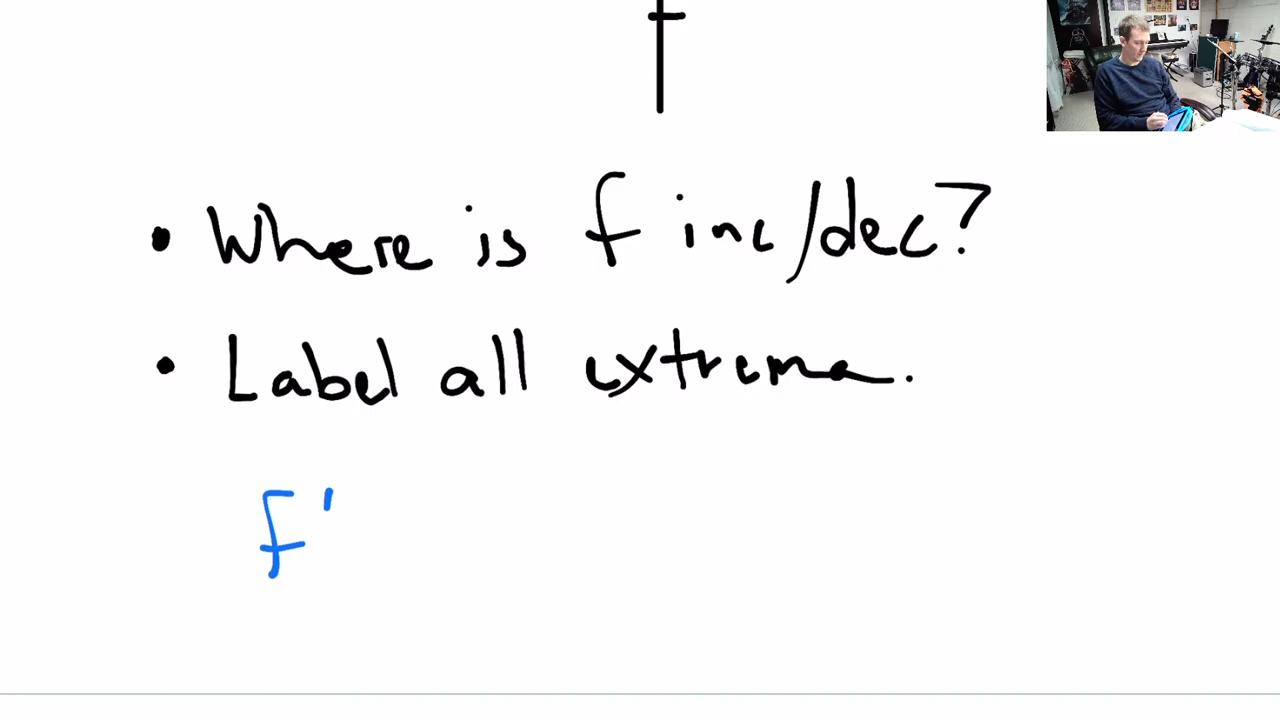 • Where is f inc/dec?
• Label all extrema.
f'